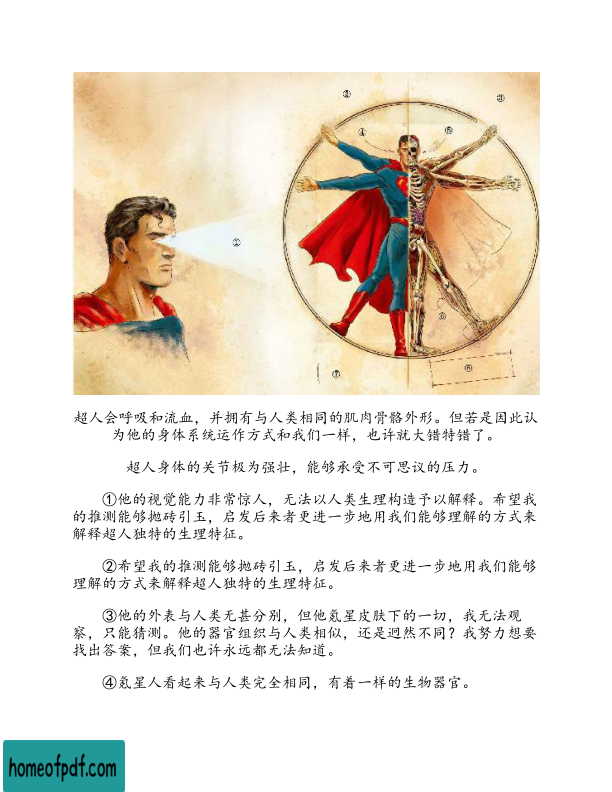 ②
③
④
⑤
①
⑧
⑦
⑥
超人会呼吸和流血，并拥有与人类相同的肌肉骨骼外形。但若是因此认
为他的身体系统运作方式和我们一样，也许就大错特错了。
超人身体的关节极为强壮，能够承受不可思议的压力。
①他的视觉能力非常惊人，无法以人类生理构造予以解释。希望我
的推测能够抛砖引玉，启发后来者更进一步地用我们能够理解的方式来
解释超人独特的生理特征。
②希望我的推测能够抛砖引玉，启发后来者更进一步地用我们能够
理解的方式来解释超人独特的生理特征。
③他的外表与人类无甚分别，但他氪星皮肤下的一切，我无法观
察，只能猜测。他的器官组织与人类相似，还是迥然不同？我努力想要
找出答案，但我们也许永远都无法知道。
④氪星人看起来与人类完全相同，有着一样的生物器官。
homeofpdf.com